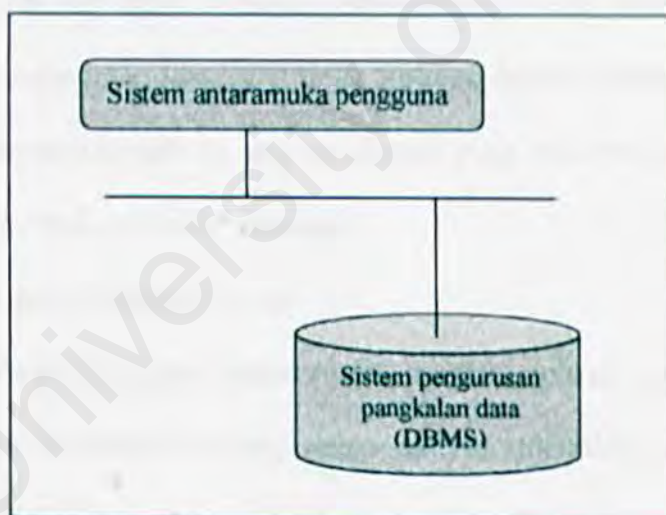 Sistem antaramuka pengguna
Sistem pengurusan
pangkalan data
(DBMS)